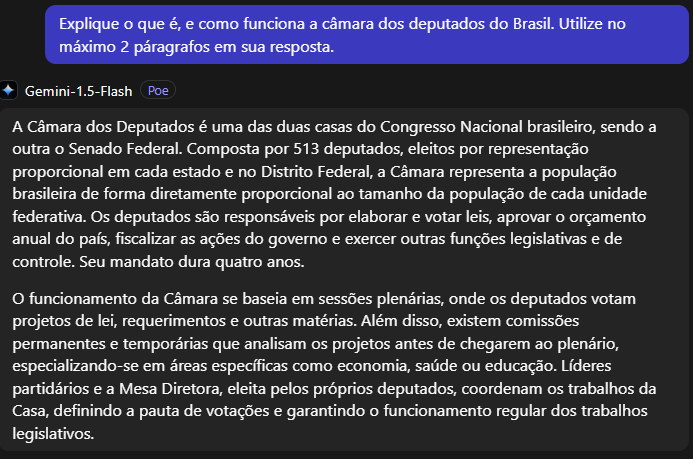 Explique o que é, e como funciona a câmara dos deputados do Brasil. Utilize no
máximo 2 páragrafos em sua resposta.
Gemini-1.5-Flash Poe
A Câmara dos Deputados é uma das duas casas do Congresso Nacional brasileiro, sendo a
outra o Senado Federal. Composta por 513 deputados, eleitos por representação
proporcional em cada estado e no Distrito Federal, a Câmara representa a população
brasileira de forma diretamente proporcional ao tamanho da população de cada unidade
federativa. Os deputados são responsáveis por elaborar e votar leis, aprovar o orçamento
anual do país, fiscalizar as ações do governo e exercer outras funções legislativas e de
controle. Seu mandato dura quatro anos.
O funcionamento da Câmara se baseia em sessões plenárias, onde os deputados votam
projetos de lei, requerimentos e outras matérias. Além disso, existem comissões
permanentes e temporárias que analisam os projetos antes de chegarem ao plenário,
especializando-se em áreas específicas como economia, saúde ou educação. Líderes
partidários e a Mesa Diretora, eleita pelos próprios deputados, coordenam os trabalhos da
Casa, definindo a pauta de votações e garantindo o funcionamento regular dos trabalhos
legislativos.